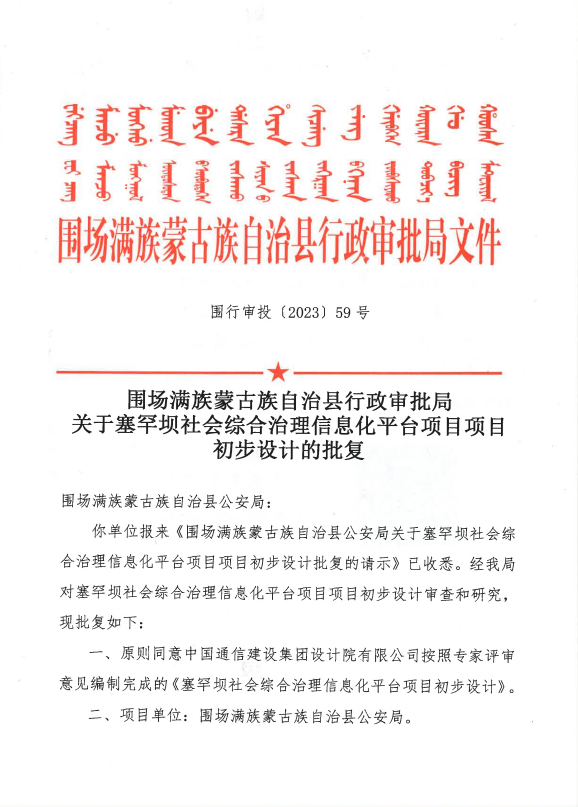 围场满族蒙古族自治县行政审批局文件
围行审投〔2023〕59号
围场满族蒙古族自治县行政审批局
关于塞罕坝社会综合治理信息化平台项目项目
初步设计的批复
围场满族蒙古族自治县公安局：
你单位报来《围场满族蒙古族自治县公安局关于塞罕坝社会综
合治理信息化平台项目项目初步设计批复的请示》已收悉。经我局
对塞罕坝社会综合治理信息化平台项目项目初步设计审查和研究，
现批复如下：
一、原则同意中国通信建设集团设计院有限公司按照专家评审
意见编制完成的《塞罕坝社会综合治理信息化平台项目初步设计》。
二、项目单位：围场满族蒙古族自治县公安局。